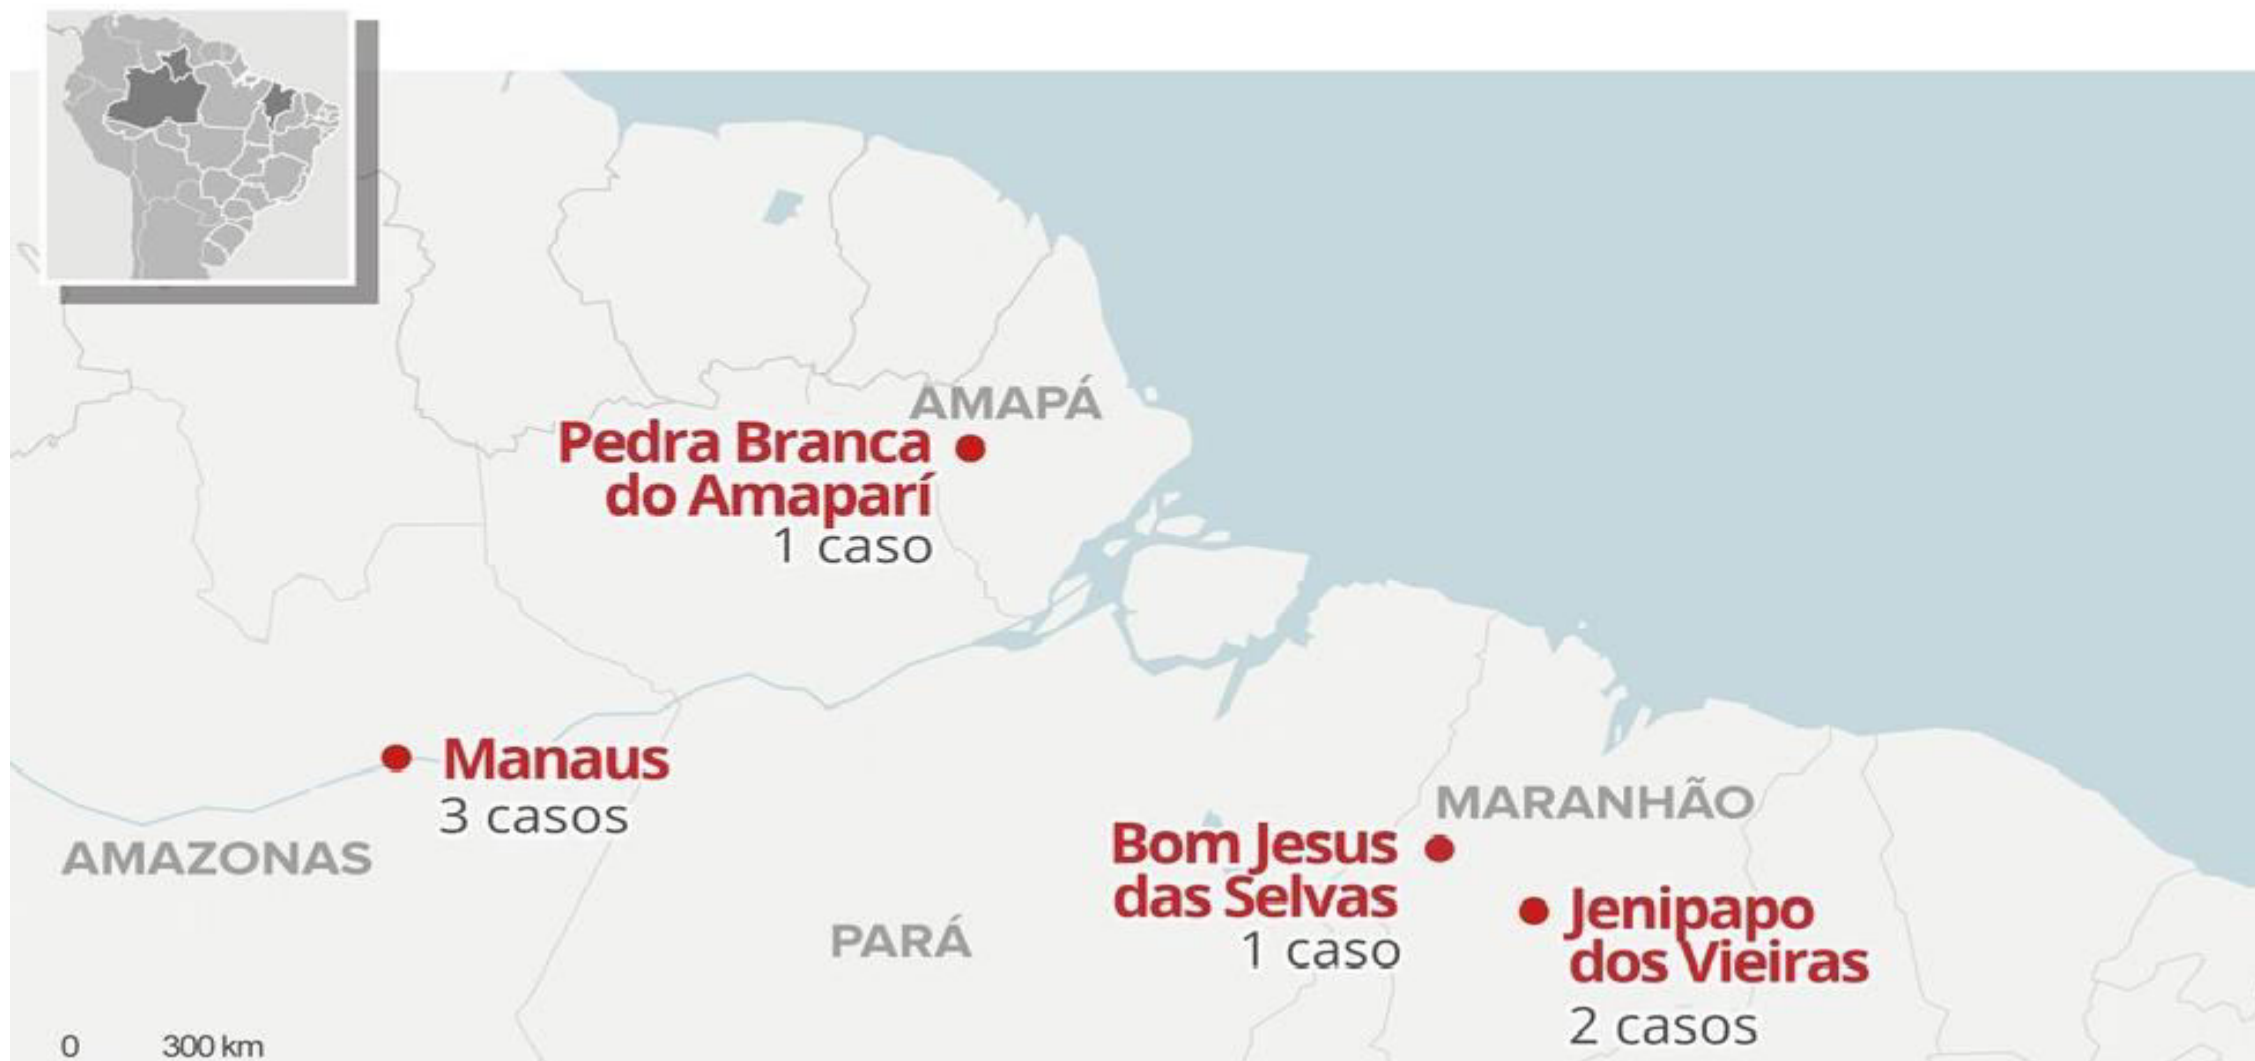 AMAPÁ
Pedra Branca
do Amaparí
1 caso
Manaus
3 casos
AMAZONAS
PARÁ
MARANHÃO
Bom Jesus
das Selvas
1 caso
Jenipapo
dos Vieiras
2 casos
0 300 km